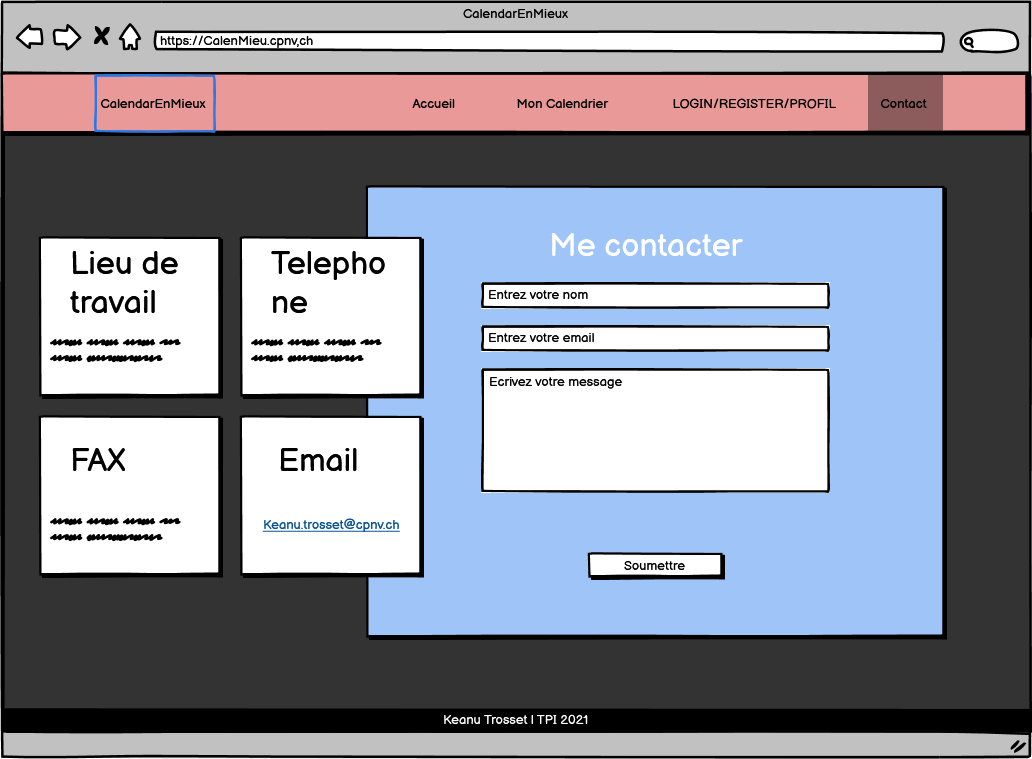 CalendarEnMieux
https://CalenMieu.cpnv,ch
CalendarEnMieux
Accueil
Mon Calendrier
LOGIN/REGISTER/PROFIL
Contact
Lieu de
travail
Telepho
ne
FAX
Email
Keanu.trosset@cpnv.ch
Me contacter
Entrez votre nom
Entrez votre email
Ecrivez votre message
Soumettre
Keanu Trosset | TPI 2021